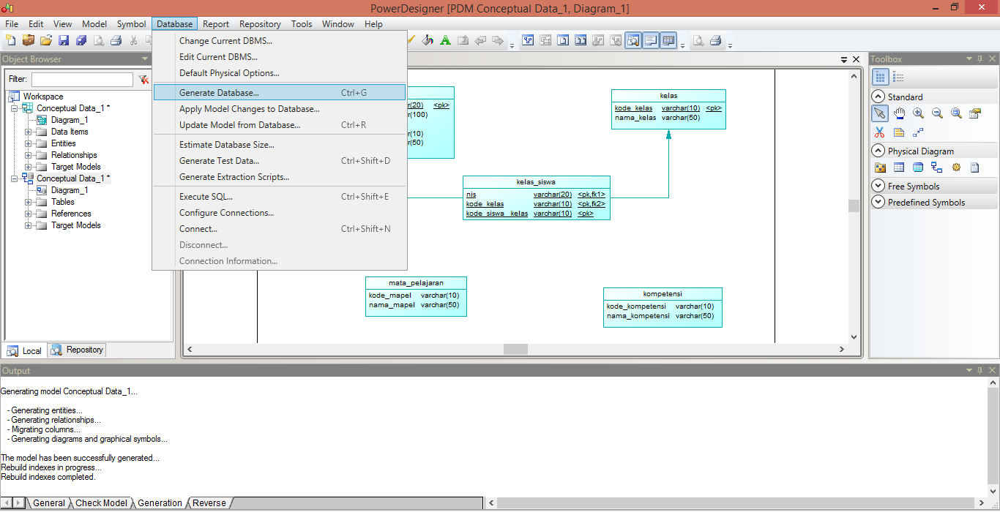 PowerDesigner [PDM Conceptual Data_1, Diagram_1]
File Edit View Model Symbol Database Report Repository Tools Window Help
Object Browser
Filter:
Workspace
Conceptual Data_1 *
Diagram_1
Data Items
Entities
Relationships
Target Models
Conceptual Data_1 *
Diagram_1
Tables
References
Target Models
Local Repository
Change Current DBMS...
Edit Current DBMS...
Default Physical Options...
Generate Database... Ctrl+G
Apply Model Changes to Database...
Update Model from Database... Ctrl+R
Estimate Database Size...
Generate Test Data... Ctrl+Shift+D
Generate Extraction Scripts...
Execute SQL... Ctrl+Shift+E
Configure Connections...
Connect... Ctrl+Shift+N
Disconnect...
Connection Information...
(20) <pk>
(100)
(10)
(50)
kelas
kode_kelas varchar(10) <pk>
nama_kelas varchar(50)
kelas_siswa
nis varchar(20) <pk,fk1>
kode_kelas varchar(10) <pk,fk2>
kode_siswa_kelas varchar(10) <pk>
mata_pelajaran
kode_mapel varchar(10)
nama_mapel varchar(50)
kompetensi
kode_kompetensi varchar(10)
nama_kompetensi varchar(50)
Toolbox
Standard
Physical Diagram
Free Symbols
Predefined Symbols
Output
Generating model Conceptual Data_1...
- Generating entities...
- Generating relationships...
- Migrating columns...
- Generating diagrams and graphical symbols...
The model has been successfully generated...
Rebuild indexes in progress...
Rebuild indexes completed.
General Check Model Generation Reverse